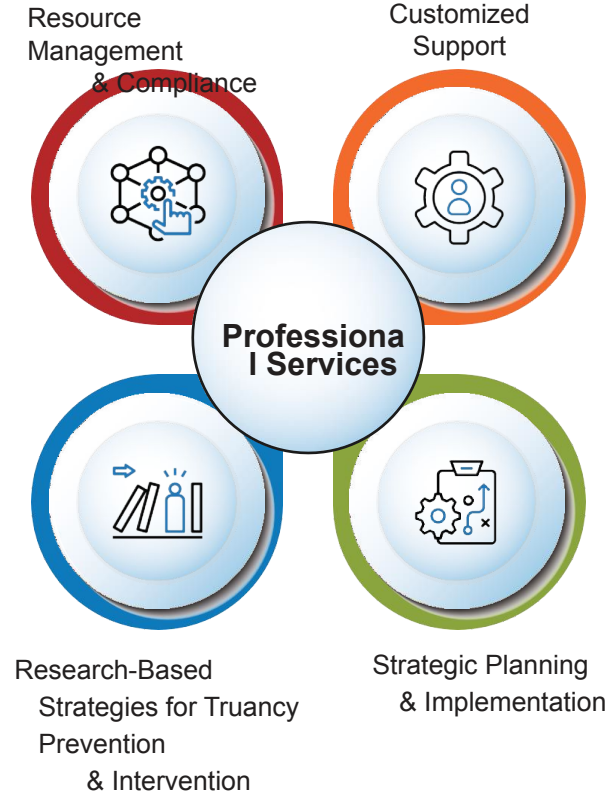 Resource
Management
& Compliance
Customized
Support
Professiona
l Services
Research-Based
Strategies for Truancy
Prevention
& Intervention
Strategic Planning
& Implementation